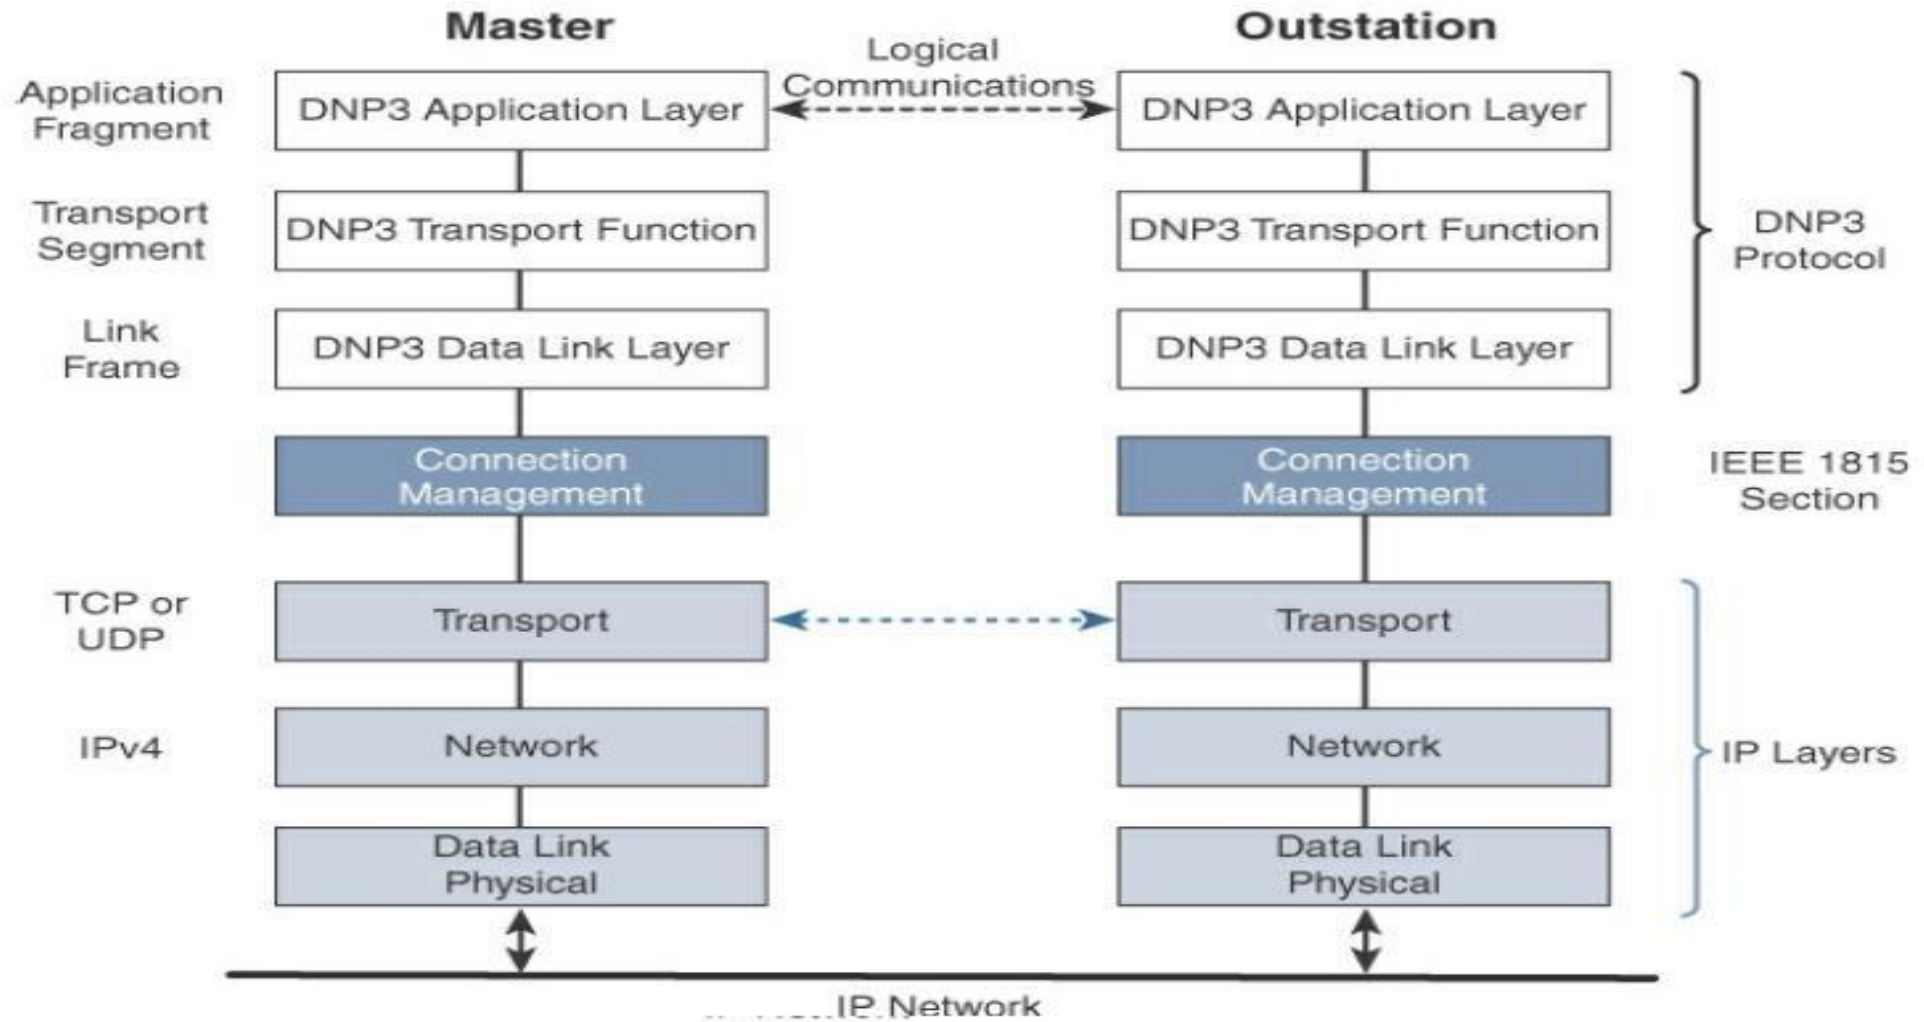 Master
Outstation
Logical
Communications
Application
Fragment
DNP3 Application Layer
DNP3 Application Layer
Transport
Segment
DNP3 Transport Function
DNP3 Transport Function
DNP3
Protocol
Link
Frame
DNP3 Data Link Layer
DNP3 Data Link Layer
Connection
Management
Connection
Management
IEEE 1815
Section
TCP or
UDP
Transport
Transport
IPv4
Network
Network
IP Layers
Data Link
Physical
Data Link
Physical
IP Network